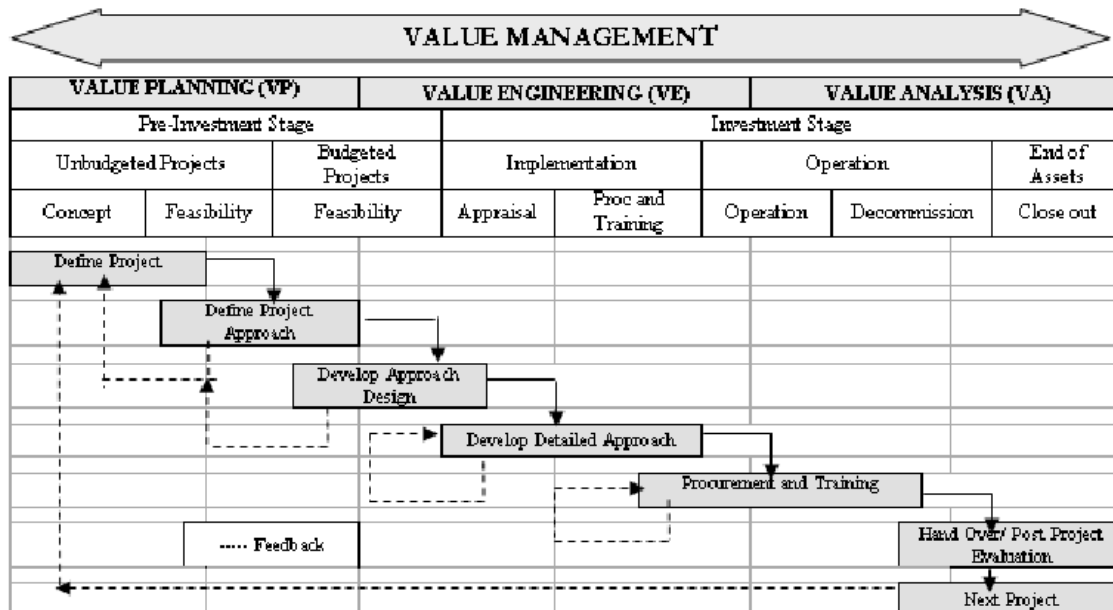 VALUE MANAGEMENT
VALUE PLANNING (VP)
VALUE ENGINEERING (VE)
VALUE ANALYSIS (VA)
Pre-Investment Stage
Investment Stage
Unbudgeted Projects
Budgeted
Projects
Implementation
Operation
End of
Assets
Concept
Feasibility
Feasibility
Appraisal
Proc and
Training
Operation
Decommission
Close out
Define Project
Define Project
Approach
Develop Approach
Design
Develop Detailed Approach
Procurement and Training
----- Feedback
Hand Over/ Post Project
Evaluation
Next Project